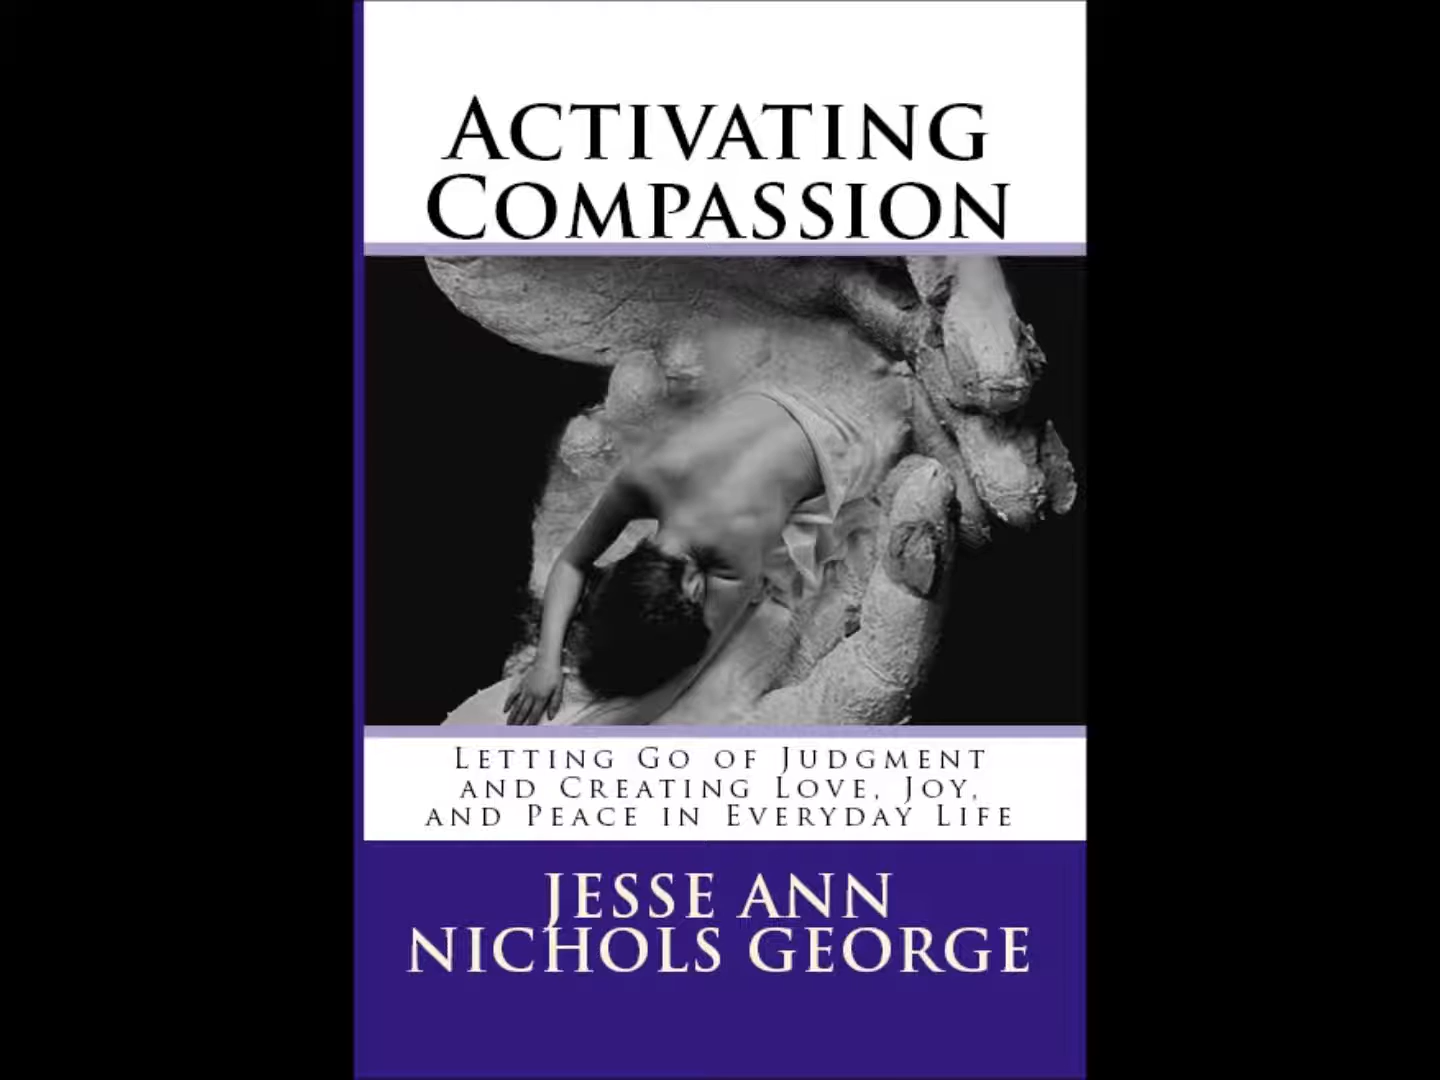 Activating
Compassion
Letting Go of Judgment
and Creating Love, Joy,
and Peace in Everyday Life
JESSE ANN
NICHOLS GEORGE